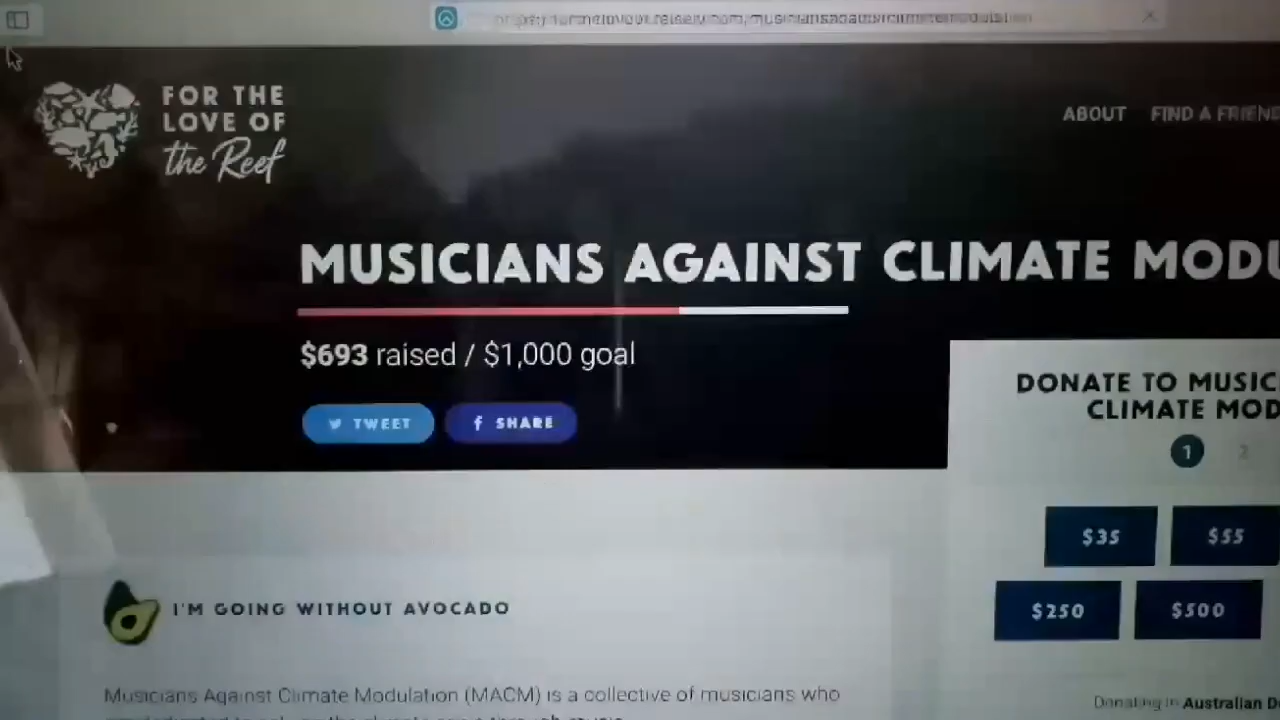 FOR THE
LOVE OF
the Reef
ABOUT FIND A FRIEND
MUSICIANS AGAINST CLIMATE MODU
$693 raised / $1,000 goal
TWEET
SHARE
DONATE TO MUSIC
CLIMATE MOD
1 2
$35 $55
$250 $500
I'M GOING WITHOUT AVOCADO
Musicians Against Climate Modulation (MACM) is a collective of musicians who
Donating in Australian D